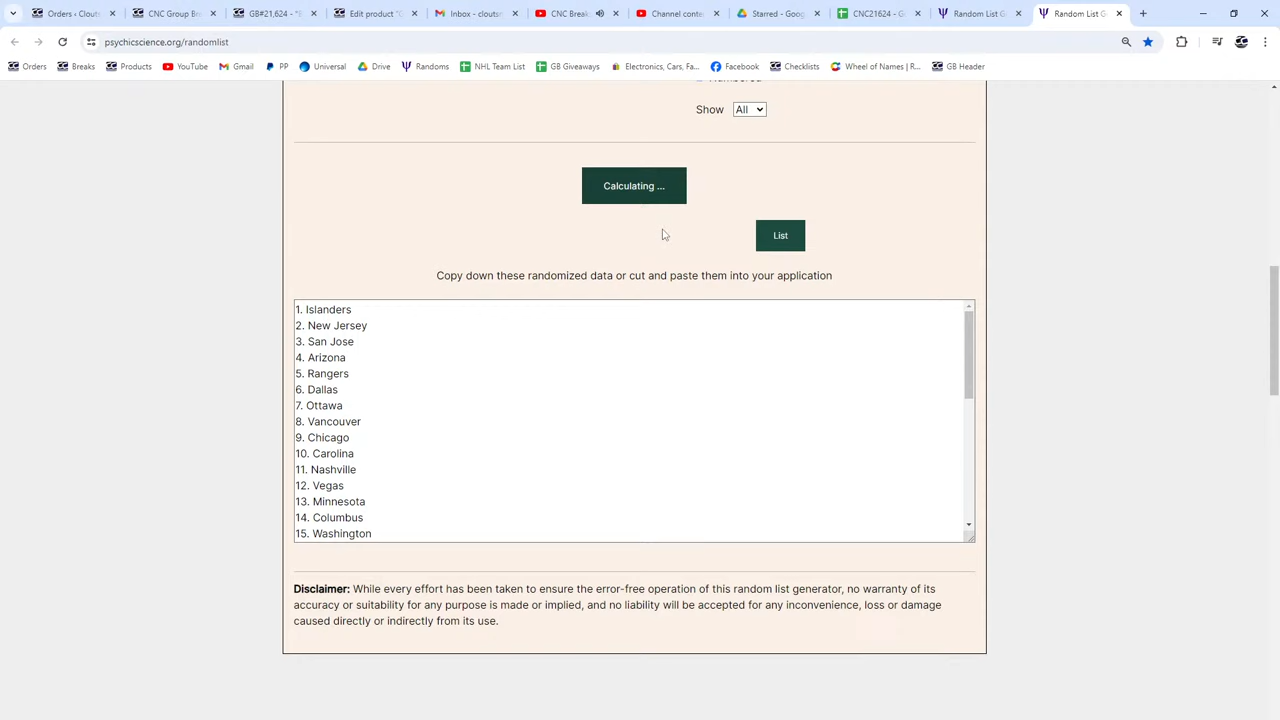 Orders · Clout
CNC Group Bre
GB#21,624 - "B
Edit product "C
Inbox - clouts
CNC Break
Channel conte
Starred - Goog
CNC21624 - G
Random List G
Random List G
psychicscience.org/randomlist
Orders
Breaks
Products
YouTube
Gmail
PP
Universal
Drive
Randoms
NHL Team List
GB Giveaways
Electronics, Cars, Fa...
Facebook
Checklists
Wheel of Names | R...
GB Header
Numbered
Show All
Calculating ...
List
Copy down these randomized data or cut and paste them into your application
1. Islanders
2. New Jersey
3. San Jose
4. Arizona
5. Rangers
6. Dallas
7. Ottawa
8. Vancouver
9. Chicago
10. Carolina
11. Nashville
12. Vegas
13. Minnesota
14. Columbus
15. Washington
Disclaimer: While every effort has been taken to ensure the error-free operation of this random list generator, no warranty of its
accuracy or suitability for any purpose is made or implied, and no liability will be accepted for any inconvenience, loss or damage
caused directly or indirectly from its use.